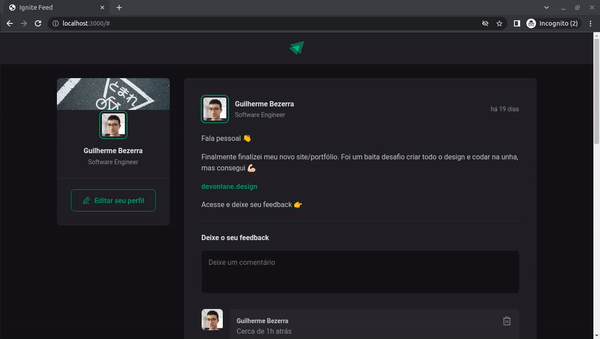 Ignite Feed
localhost:3000/#
Incognito (2)
とまれ
Guilherme Bezerra
Software Engineer
Editar seu perfil
Guilherme Bezerra
Software Engineer
há 19 dias
Fala pessoal 👋
Finalmente finalizei meu novo site/portfólio. Foi um baita desafio criar todo o design e codar na unha,
mas consegui 💪🏻
devonlane.design
Acesse e deixe seu feedback 👉
Deixe o seu feedback
Deixe um comentário
Guilherme Bezerra
Cerca de 1h atrás